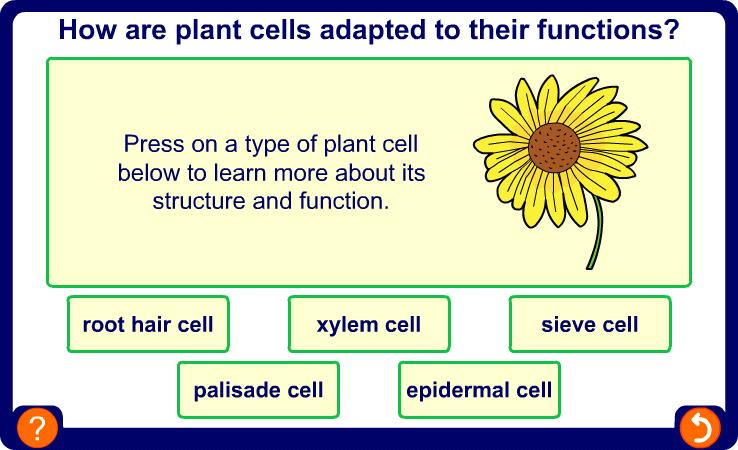 How are plant cells adapted to their functions?
Press on a type of plant cell
below to learn more about its
structure and function.
root hair cell
xylem cell
sieve cell
palisade cell
epidermal cell
?